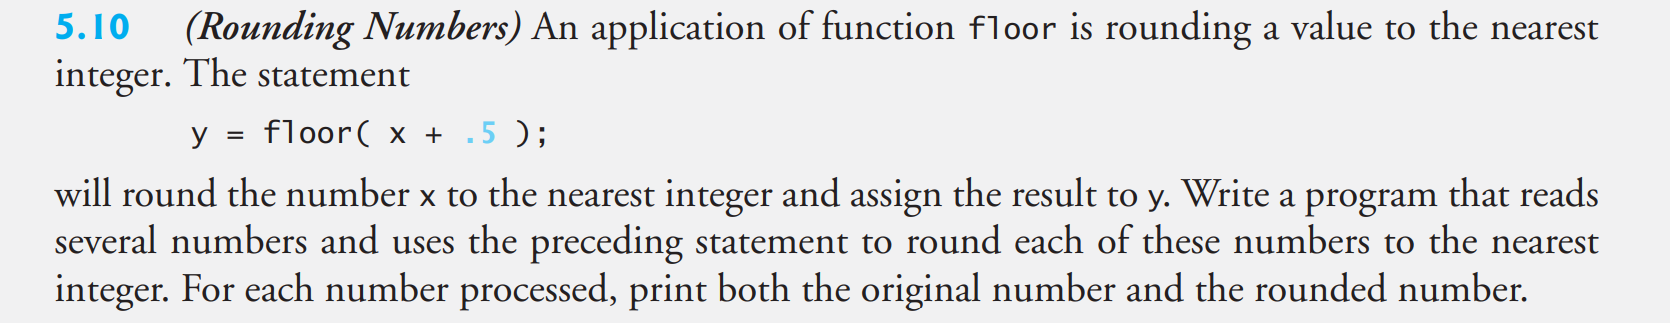 5.10 (Rounding Numbers) An application of function floor is rounding a value to the nearest
integer. The statement
y = floor( x + .5 );
will round the number x to the nearest integer and assign the result to y. Write a program that reads
several numbers and uses the preceding statement to round each of these numbers to the nearest
integer. For each number processed, print both the original number and the rounded number.